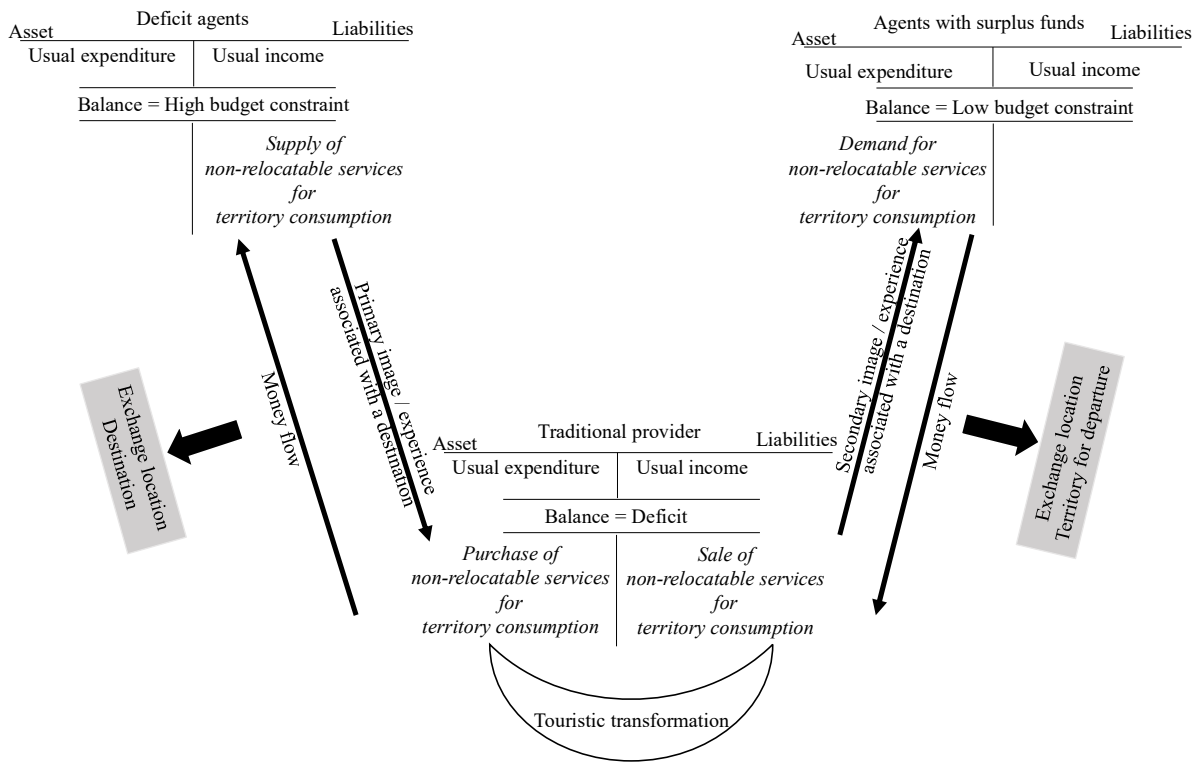 Deficit agents
Asset
Liabilities
Usual expenditure
Usual income
Balance = High budget constraint
Supply of
non-relocatable services
for
territory consumption
Agents with surplus funds
Asset
Liabilities
Usual expenditure
Usual income
Balance = Low budget constraint
Demand for
non-relocatable services
for
territory consumption
Exchange location
Destination
Money flow
Primary image / experience
associated with a destination
Secondary image / experience
associated with a destination
Money flow
Exchange location
Territory for departure
Traditional provider
Asset
Liabilities
Usual expenditure
Usual income
Balance = Deficit
Purchase of
non-relocatable services
for
territory consumption
Sale of
non-relocatable services
for
territory consumption
Touristic transformation